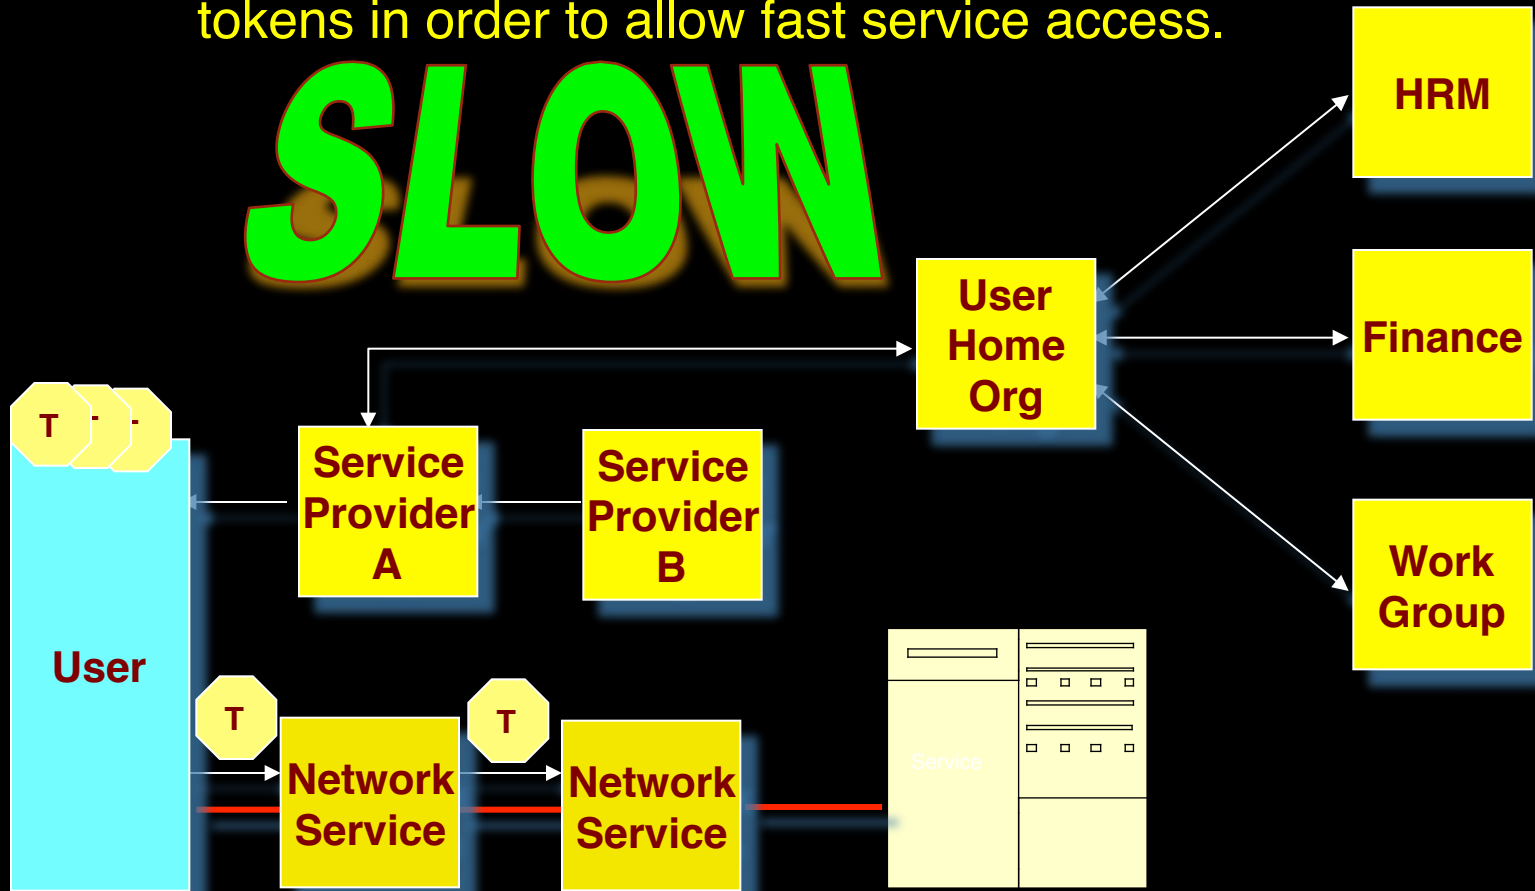 tokens in order to allow fast service access.
SLOW
HRM
User
Home
Org
Finance
T
Service
Provider
A
Service
Provider
B
Work
Group
User
T
T
Network
Service
Network
Service
Service